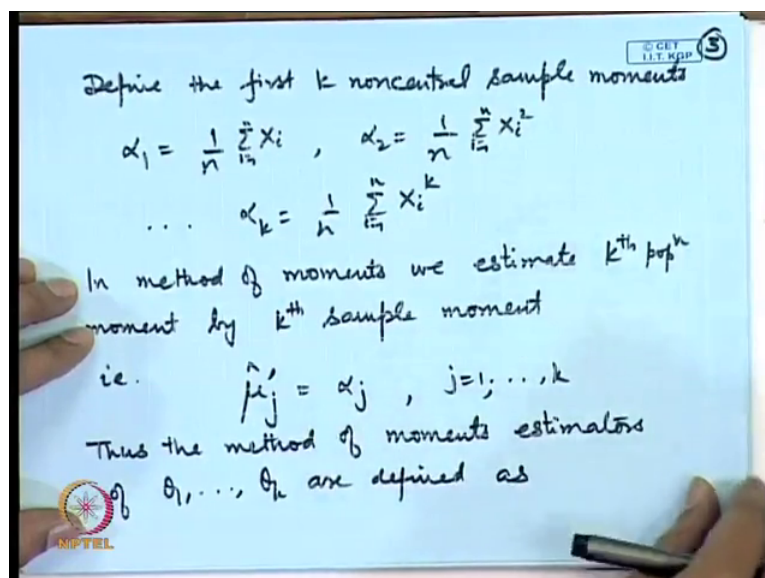 © CET
I.I.T. KGP
3
Define the first k noncentral sample moments
α₁ = 1/n Σᵢ₌₁ⁿ Xᵢ , α₂ = 1/n Σᵢ₌₁ⁿ Xᵢ²
... αₖ = 1/n Σᵢ₌₁ⁿ Xᵢᵏ
In method of moments we estimate kᵗʰ popⁿ
moment by kᵗʰ sample moment
ie. μ̂'ⱼ = αⱼ , j=1, ..., k
Thus the method of moments estimators
of θ₁, ..., θₖ are defined as
NPTEL